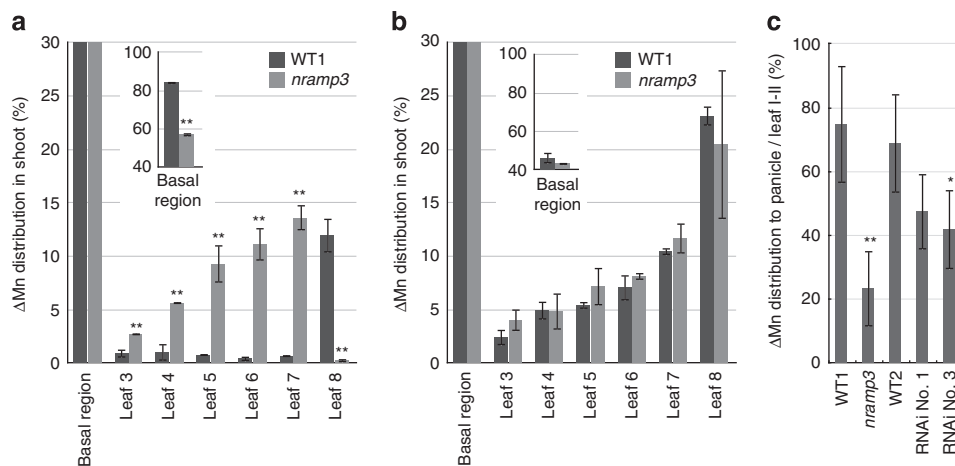 a
ΔMn distribution in shoot (%)
30
25
20
15
10
5
0
100
80
60
40
**
Basal
region
WT1
nramp3
**
**
**
**
**
**
Basal region
Leaf 3
Leaf 4
Leaf 5
Leaf 6
Leaf 7
Leaf 8
b
ΔMn distribution in shoot (%)
30
25
20
15
10
5
0
100
80
60
40
Basal
region
WT1
nramp3
Basal region
Leaf 3
Leaf 4
Leaf 5
Leaf 6
Leaf 7
Leaf 8
c
ΔMn distribution to panicle / leaf I-II (%)
100
80
60
40
20
0
**
*
WT1
nramp3
WT2
RNAi No. 1
RNAi No. 3